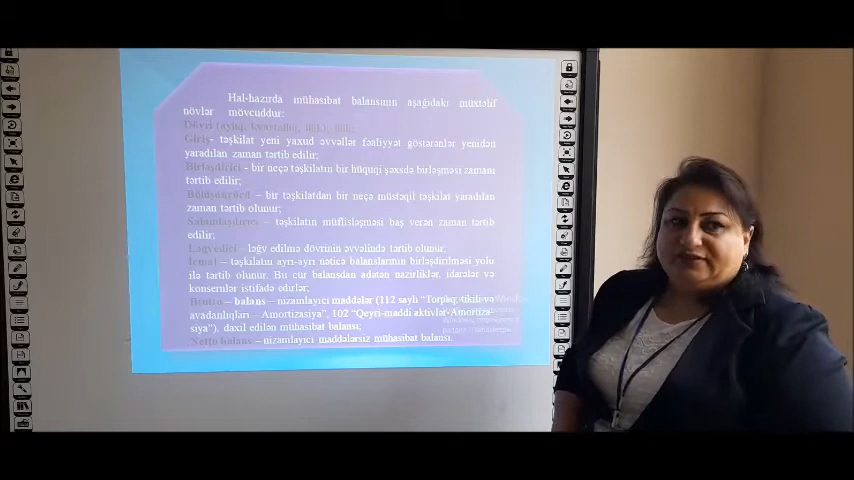 Hal-hazırda mühasibat balansının aşağıdakı müxtəlif
növlər mövcuddur:
Dövri
Giriş- təşkilat yeni yaxud əvvəllər fəaliyyət göstərənlər yenidən
yaradılan zaman tərtib edilir;
Birləşdirici - bir neçə təşkilatın bir hüquqi şəxsdə birləşməsi zamanı
tərtib edilir;
Bölüşdürücü – bir təşkilatdan bir neçə müstəqil təşkilat yaradılan
zaman tərtib olunur;
Sanalaşdırıcı - təşkilatın müflisləşməsi baş verən zaman tərtib
edilir.
Ləğvedici - ləğv edilmə dövrinin əvvəlində tərtib olunur;
İcmal - təşkilatın ayrı-ayrı nəticə balanslarının birləşdirilməsi yolu
ilə tərtib olunur. Bu cür balansdan adətən nazirliklər, idarələr və
konsernlər istifadə edirlər;
Brutto – balans – nizamlayıcı maddələr (112 saylı "Torpaq, tikili və
avadanlıqları - Amortizasiya", 102 "Qeyri-maddi aktivlər-Amortiza-
siya"), daxil edilən mühasibat balansı;
Netto balans – nizamlayıcı maddələrsiz mühasibat balansı.